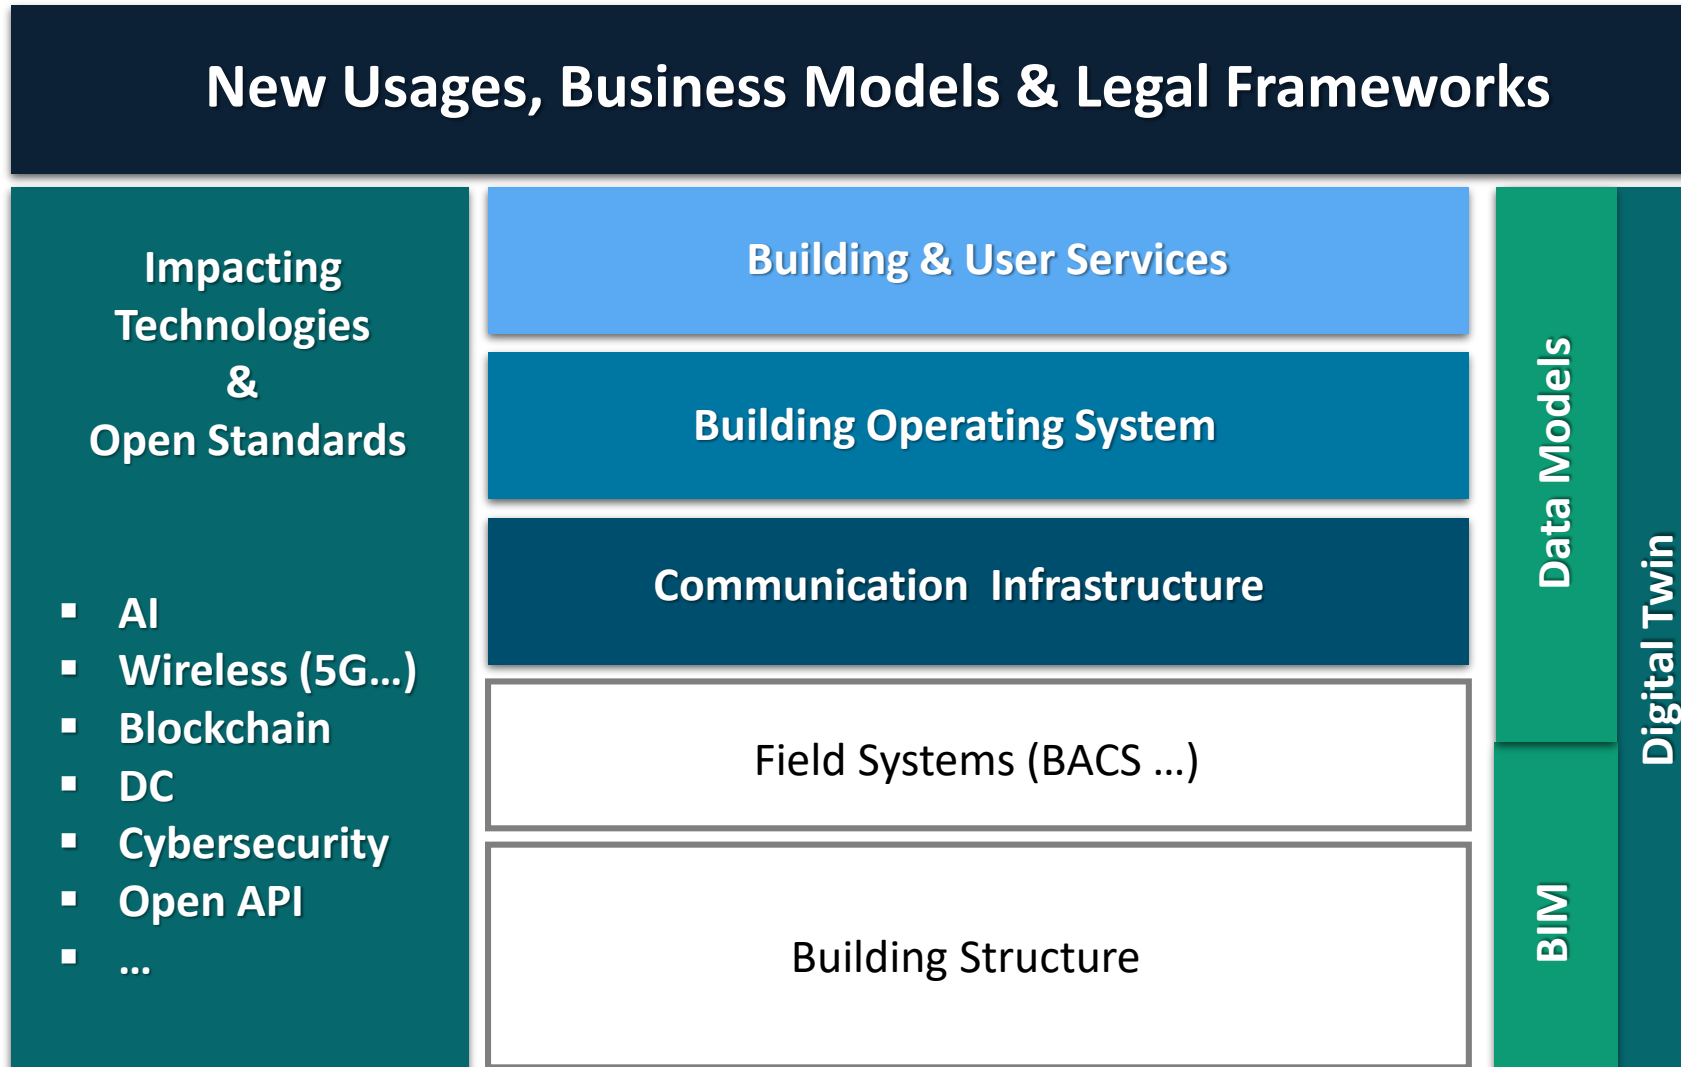 New Usages, Business Models & Legal Frameworks
Impacting
Technologies
&
Open Standards
▪ AI
▪ Wireless (5G...)
▪ Blockchain
▪ DC
▪ Cybersecurity
▪ Open API
▪ ...
Building & User Services
Building Operating System
Communication  Infrastructure
Field Systems (BACS ...)
Building Structure
Data Models
BIM
Digital Twin